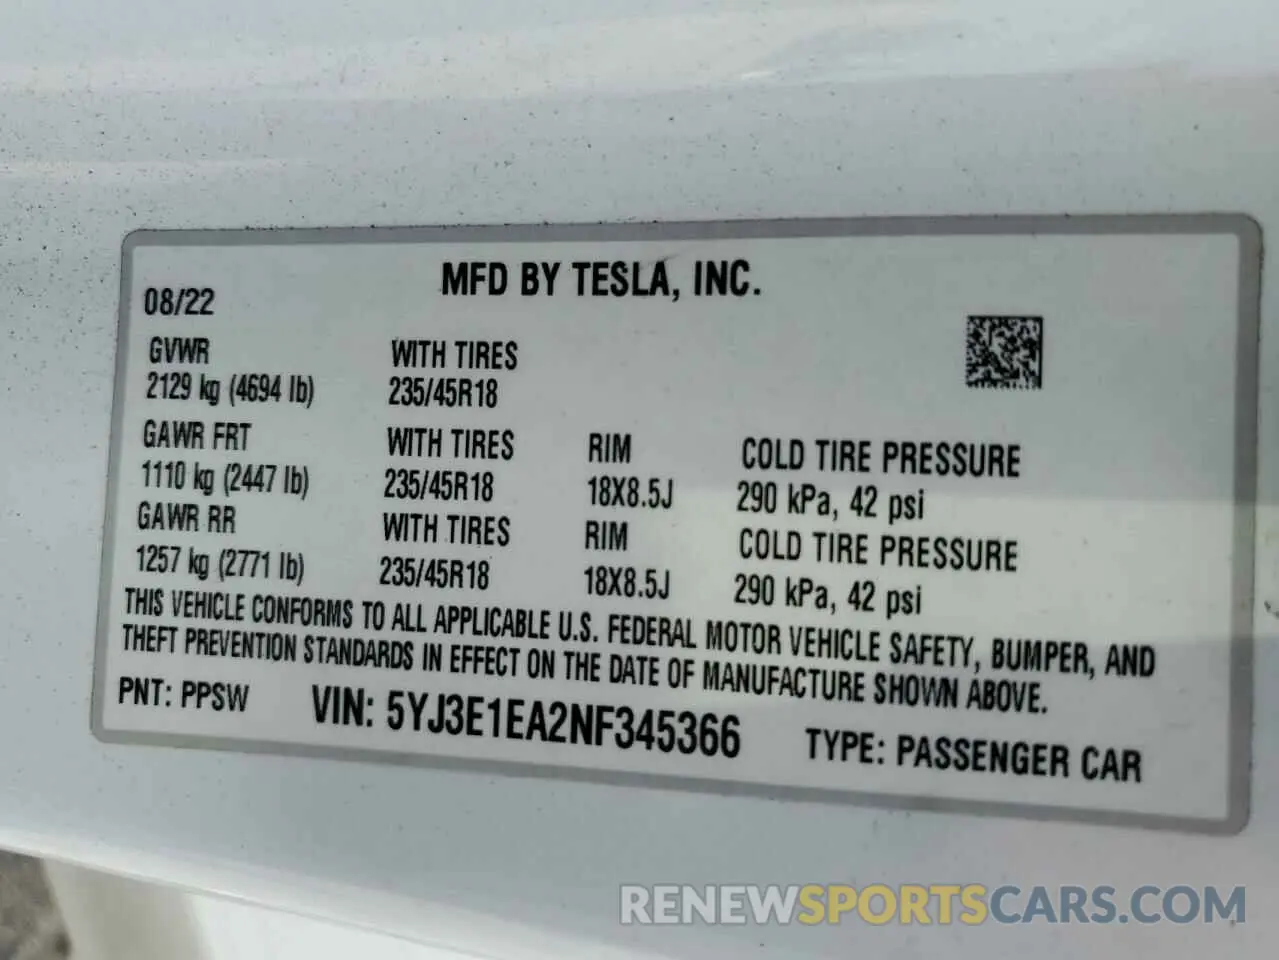 MFD BY TESLA, INC.
08/22
GVWR WITH TIRES
2129 kg (4694 lb) 235/45R18
GAWR FRT WITH TIRES RIM COLD TIRE PRESSURE
1110 kg (2447 lb) 235/45R18 18X8.5J 290 kPa, 42 psi
GAWR RR WITH TIRES RIM COLD TIRE PRESSURE
1257 kg (2771 lb) 235/45R18 18X8.5J 290 kPa, 42 psi
THIS VEHICLE CONFORMS TO ALL APPLICABLE U.S. FEDERAL MOTOR VEHICLE SAFETY, BUMPER, AND
THEFT PREVENTION STANDARDS IN EFFECT ON THE DATE OF MANUFACTURE SHOWN ABOVE.
PNT: PPSW VIN: 5YJ3E1EA2NF345366 TYPE: PASSENGER CAR
RENEWSPORTSCARS.COM